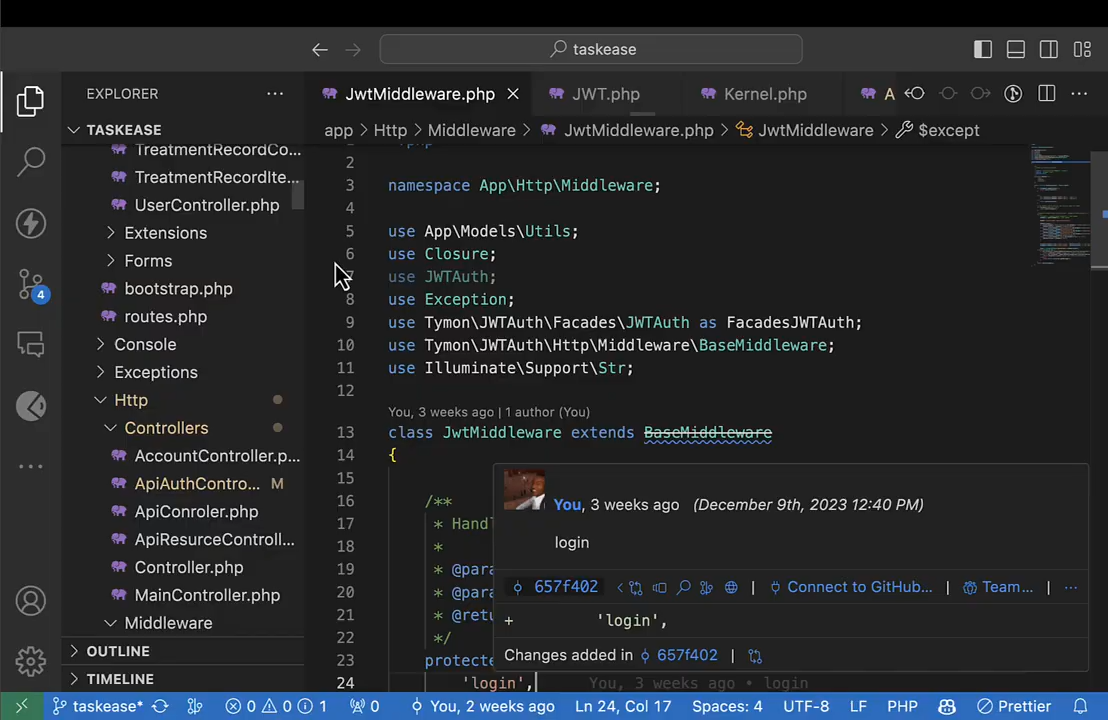 taskease
EXPLORER
JwtMiddleware.php
JWT.php
Kernel.php
A
TASKEASE
app > Http > Middleware > JwtMiddleware.php > JwtMiddleware > $except
TreatmentRecordCo...
TreatmentRecordIte...
UserController.php
Extensions
Forms
bootstrap.php
routes.php
Console
Exceptions
Http
Controllers
AccountController.p...
ApiAuthContro... M
ApiConroler.php
ApiResurceControll...
Controller.php
MainController.php
Middleware
OUTLINE
TIMELINE
4
2
3 namespace App\Http\Middleware;
4
5 use App\Models\Utils;
6 use Closure;
use JWTAuth;
8 use Exception;
9 use Tymon\JWTAuth\Facades\JWTAuth as FacadesJWTAuth;
10 use Tymon\JWTAuth\Http\Middleware\BaseMiddleware;
11 use Illuminate\Support\Str;
12
You, 3 weeks ago | 1 author (You)
13 class JwtMiddleware extends BaseMiddleware
14 {
15
16 /**
17 * Handl
18 *
19 * @para
20 * @para
21 * @retu
22 */
23 protecte
24 'login', You, 3 weeks ago • login
You, 3 weeks ago (December 9th, 2023 12:40 PM)
login
657f402 | Connect to GitHub... | Team... | ...
+ 'login',
Changes added in 657f402 |
taskease* 0 0 1 0 You, 2 weeks ago Ln 24, Col 17 Spaces: 4 UTF-8 LF PHP Prettier